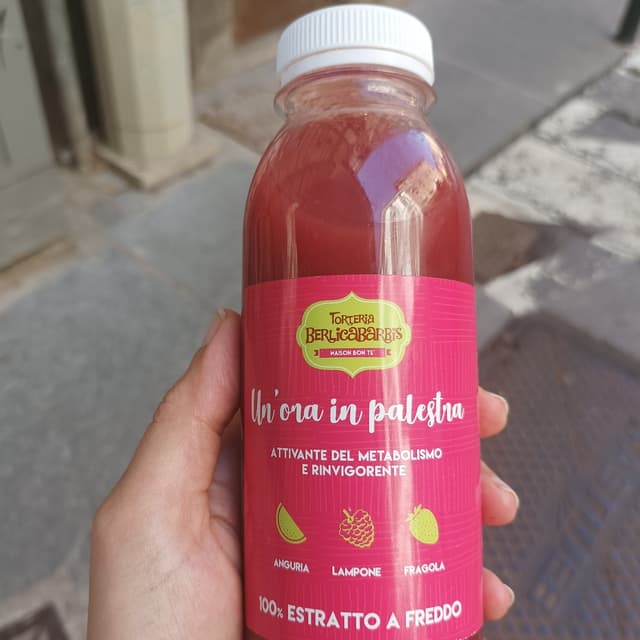 TORTERIA
BERLICABARBIS
MAISON BON TE'
Un'ora in palestra
ATTIVANTE DEL METABOLISMO
E RINVIGORENTE
ANGURIA LAMPONE FRAGOLA
100% ESTRATTO A FREDDO